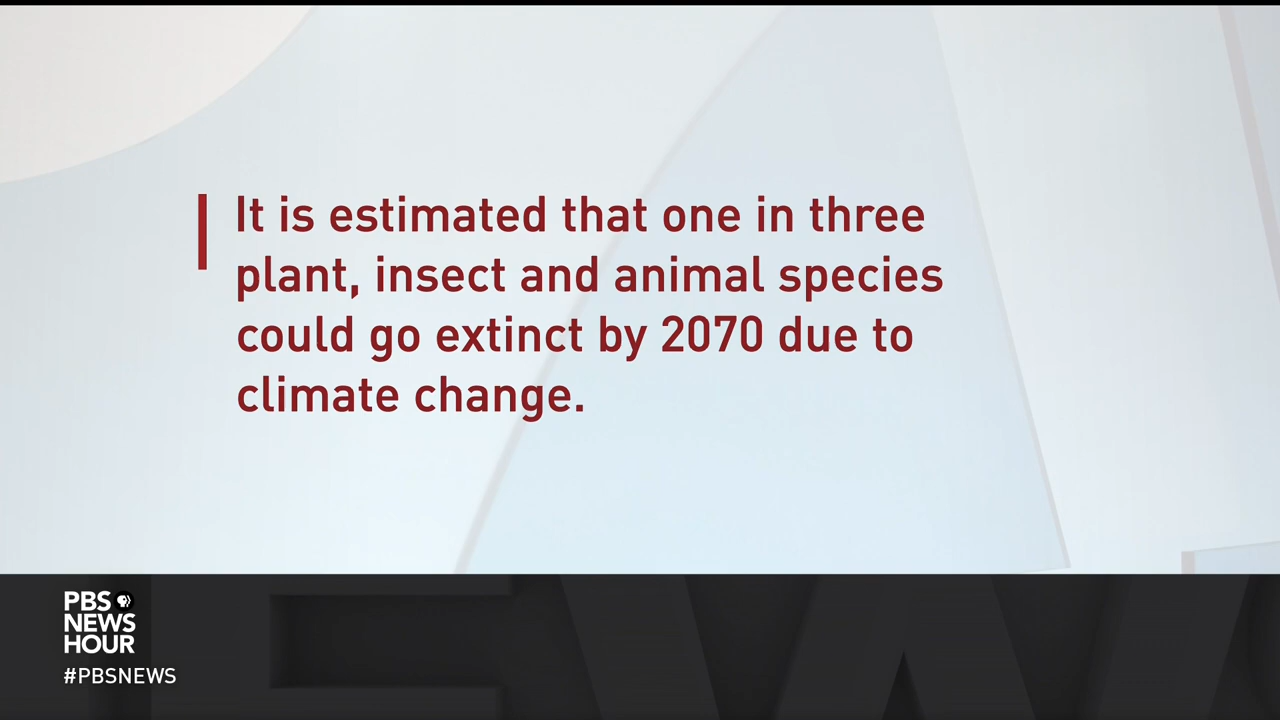 It is estimated that one in three
plant, insect and animal species
could go extinct by 2070 due to
climate change.
PBS
NEWS
HOUR
#PBSNEWS